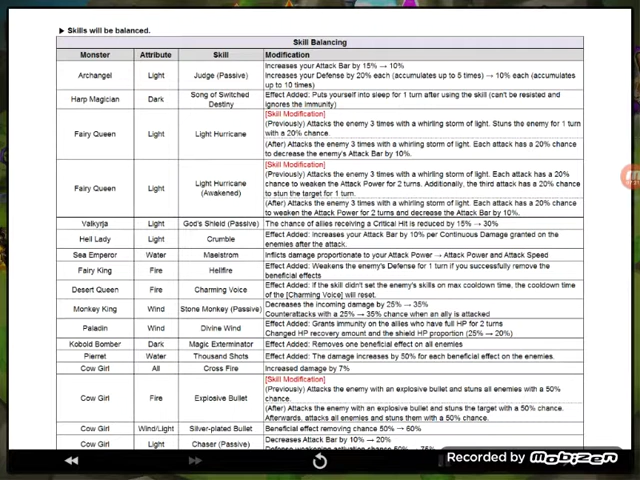 ▶ Skills will be balanced.
Skill Balancing
Monster Attribute Skill Modification
Archangel Light Judge (Passive) Increases your Attack Bar by 15% → 10%
Increases your Defense by 20% each (accumulates up to 5 times) → 10% each (accumulates
up to 10 times)
Harp Magician Dark Song of Switched Destiny Effect Added: Puts yourself into sleep for 1 turn after using the skill (can't be resisted and
ignores the immunity)
Fairy Queen Light Light Hurricane [Skill Modification]
(Previously) Attacks the enemy 3 times with a whirling storm of light. Stuns the enemy for 1 turn
with a 20% chance.
(After) Attacks the enemy 3 times with a whirling storm of light. Each attack has a 20% chance
to decrease the enemy's Attack Bar by 10%.
Fairy Queen Light Light Hurricane (Awakened) [Skill Modification]
(Previously) Attacks the enemy 3 times with a whirling storm of light. Each attack has a 20%
chance to weaken the Attack Power for 2 turns. Additionally, the third attack has a 20% chance
to stun the target for 1 turn.
(After) Attacks the enemy 3 times with a whirling storm of light. Each attack has a 20% chance
to weaken the Attack Power for 2 turns and decrease the Attack Bar by 10%.
Valkyrja Light God's Shield (Passive) The chance of allies receiving a Critical Hit is reduced by 15% → 30%
Hell Lady Light Crumble Effect Added: Increases your Attack Bar by 10% per Continuous Damage granted on the
enemies after the attack.
Sea Emperor Water Maelstrom Inflicts damage proportionate to your Attack Power → Attack Power and Attack Speed
Fairy King Fire Hellfire Effect Added: Weakens the enemy's Defense for 1 turn if you successfully remove the
beneficial effects
Desert Queen Fire Charming Voice Effect Added: If the skill didn't set the enemy's skills on max cooldown time, the cooldown time
of the [Charming Voice] will reset.
Monkey King Wind Stone Monkey (Passive) Decreases the incoming damage by 25% → 35%
Counterattacks with a 25% → 35% chance when an ally is attacked
Paladin Wind Divine Wind Effect Added: Grants immunity on the allies who have full HP for 2 turns
Changed HP recovery amount and the shield HP proportion (25% → 20%)
Kobold Bomber Dark Magic Exterminator Effect Added: Removes one beneficial effect on all enemies
Pierret Water Thousand Shots Effect Added: The damage increases by 50% for each beneficial effect on the enemies.
Cow Girl All Cross Fire Increased damage by 7%
Cow Girl Fire Explosive Bullet [Skill Modification]
(Previously) Attacks the enemy with an explosive bullet and stuns all enemies with a 50%
chance.
(After) Attacks the enemy with an explosive bullet and stuns the target with a 50% chance.
Afterwards, attacks all enemies and stuns them with a 50% chance.
Cow Girl Wind/Light Silver-plated Bullet Beneficial effect removing chance 50% → 60%
Cow Girl Light Chaser (Passive) Decreases Attack Bar by 10% → 20%
Defense weakening activation chance 50% → 75%
Recorded by Mobizen